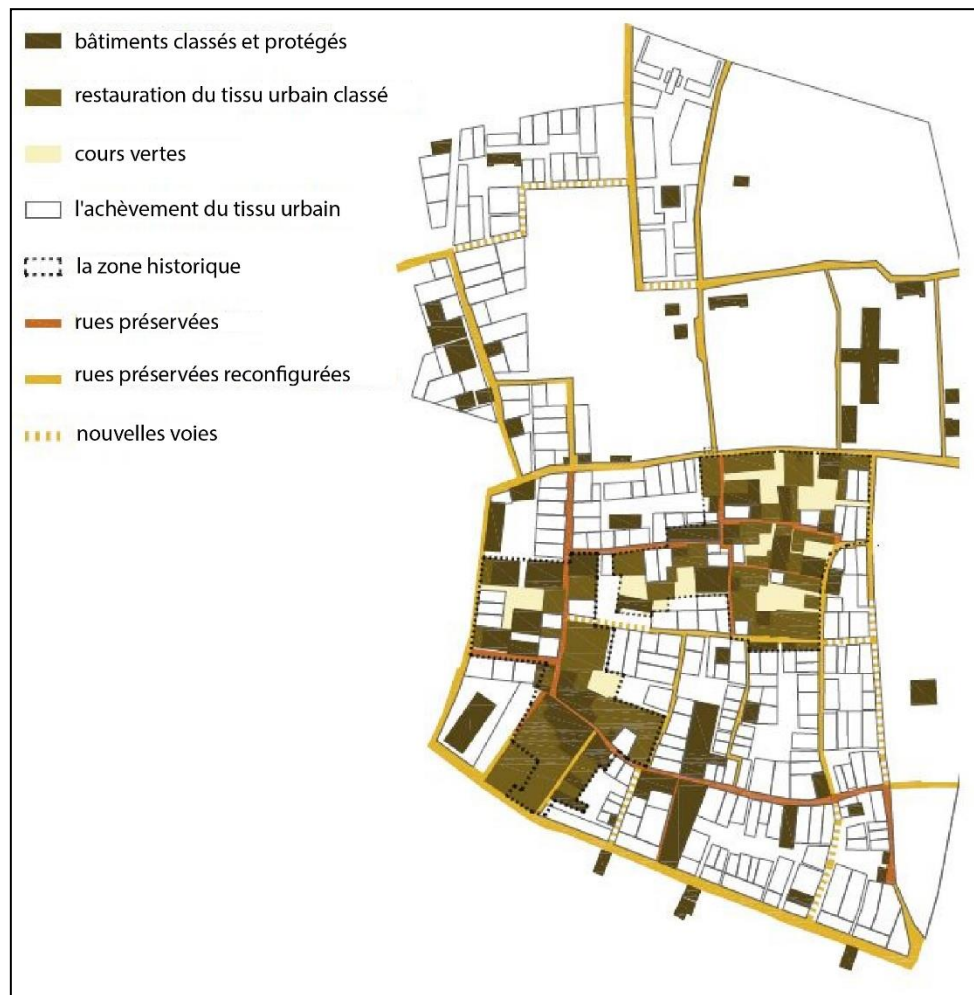 bâtiments classés et protégés
restauration du tissu urbain classé
cours vertes
l'achèvement du tissu urbain
la zone historique
rues préservées
rues préservées reconfigurées
nouvelles voies